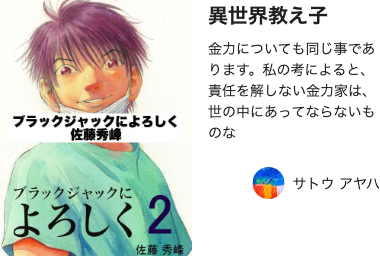 ブラックジャックによろしく
佐藤秀峰
ブラックジャックに
よろしく 2
佐藤 秀峰
異世界教え子
金力についても同じ事であ
ります。私の考によると、
責任を解しない金力家は、
世の中にあってならないも
のな
サトウ アヤハ